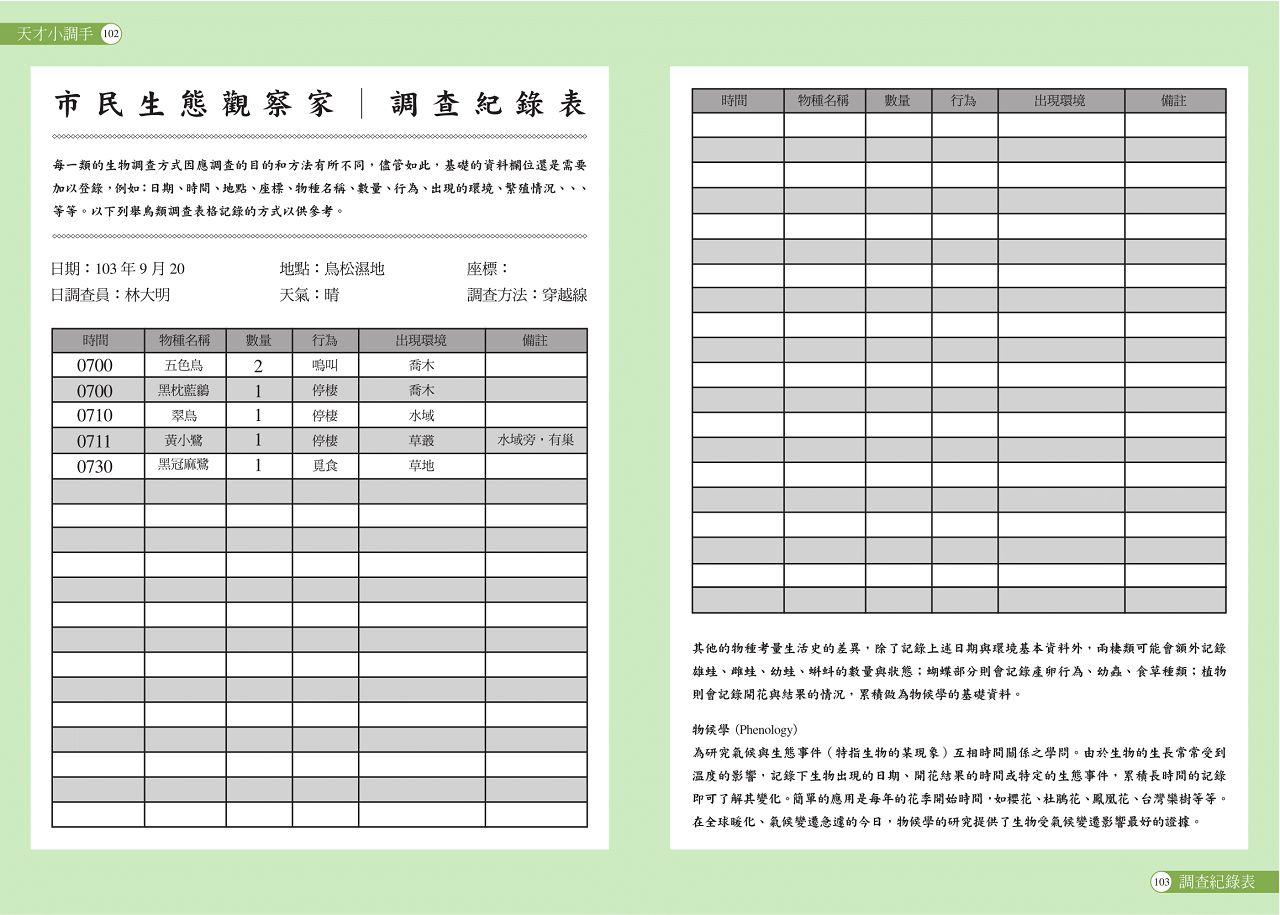 天才小調手 102
市民生態觀察家｜調查紀錄表
每一類的生物調查方式因應調查的目的和方法有所不同，儘管如此，基礎的資料欄位還是需要
加以登錄，例如：日期、時間、地點、座標、物種名稱、數量、行為、出現的環境、繁殖情況、、、
等等。以下列舉鳥類調查表格記錄的方式以供參考。
日期：103 年 9 月 20 地點：鳥松濕地 座標：
日調查員：林大明 天氣：晴 調查方法：穿越線
時間 物種名稱 數量 行為 出現環境 備註
0700 五色鳥 2 鳴叫 喬木
0700 黑枕藍鶲 1 停棲 喬木
0710 翠鳥 1 停棲 水域
0711 黃小鷺 1 停棲 草叢 水域旁，有巢
0730 黑冠麻鷺 1 覓食 草地
時間 物種名稱 數量 行為 出現環境 備註
其他的物種考量生活史的差異，除了記錄上述日期與環境基本資料外，兩棲類可能會額外記錄
雄蛙、雌蛙、幼蛙、蝌蚪的數量與狀態；蝴蝶部分則會記錄產卵行為、幼蟲、食草種類；植物
則會記錄開花與結果的情況，累積做為物候學的基礎資料。
物候學 (Phenology)
為研究氣候與生態事件（特指生物的某現象）互相時間關係之學問。由於生物的生長常常受到
溫度的影響，記錄下生物出現的日期、開花結果的時間或特定的生態事件，累積長時間的記錄
即可了解其變化。簡單的應用是每年的花季開始時間，如櫻花、杜鵑花、鳳凰花、台灣欒樹等等。
在全球暖化、氣候變遷急遽的今日，物候學的研究提供了生物受氣候變遷影響最好的證據。
103 調查紀錄表